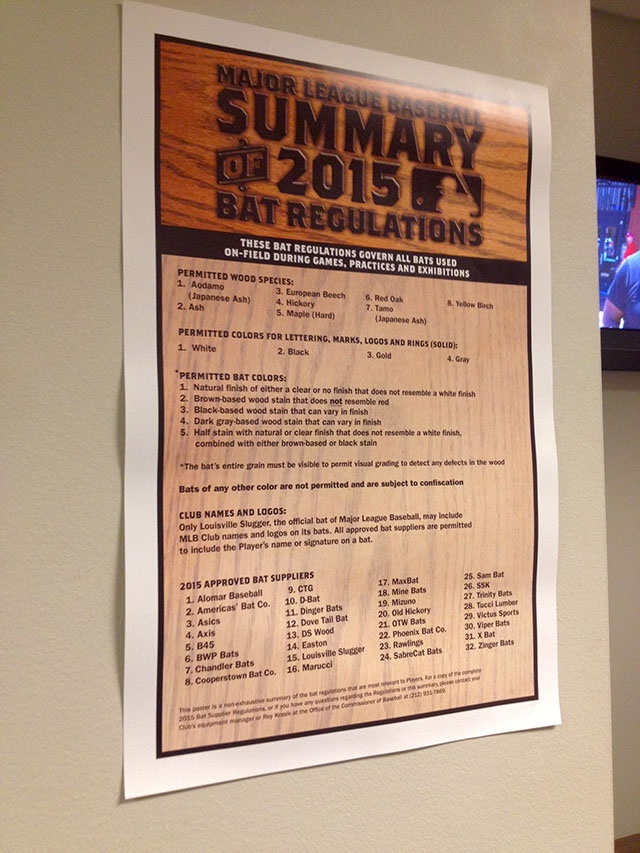 MAJOR LEAGUE BASEBALL
SUMMARY
OF 2015
BAT REGULATIONS
THESE BAT REGULATIONS GOVERN ALL BATS USED
ON-FIELD DURING GAMES, PRACTICES AND EXHIBITIONS
PERMITTED WOOD SPECIES:
1. Aodamo
(Japanese Ash)
2. Ash
3. European Beech
4. Hickory
5. Maple (Hard)
6. Red Oak
7. Tamo
(Japanese Ash)
8. Yellow Birch
PERMITTED COLORS FOR LETTERING, MARKS, LOGOS AND RINGS (SOLID):
1. White 2. Black 3. Gold 4. Gray
*PERMITTED BAT COLORS:
1. Natural finish of either a clear or no finish that does not resemble a white finish
2. Brown-based wood stain that does not resemble red
3. Black-based wood stain that can vary in finish
4. Dark gray-based wood stain that can vary in finish
5. Half stain with natural or clear finish that does not resemble a white finish,
combined with either brown-based or black stain
*The bat's entire grain must be visible to permit visual grading to detect any defects in the wood
Bats of any other color are not permitted and are subject to confiscation
CLUB NAMES AND LOGOS:
Only Louisville Slugger, the official bat of Major League Baseball, may include
MLB Club names and logos on its bats. All approved bat suppliers are permitted
to include the Player's name or signature on a bat.
2015 APPROVED BAT SUPPLIERS
1. Alomar Baseball
2. Americas' Bat Co.
3. Asics
4. Axis
5. B45
6. BWP Bats
7. Chandler Bats
8. Cooperstown Bat Co.
9. CTG
10. D-Bat
11. Dinger Bats
12. Dove Tail Bat
13. DS Wood
14. Easton
15. Louisville Slugger
16. Marucci
17. MaxBat
18. Mine Bats
19. Mizuno
20. Old Hickory
21. OTW Bats
22. Phoenix Bat Co.
23. Rawlings
24. SabreCat Bats
25. Sam Bat
26. SSK
27. Trinity Bats
28. Tucci Lumber
29. Victus Sports
30. Viper Bats
31. X Bat
32. Zinger Bats
This poster is a non-exhaustive summary of the bat regulations that are most relevant to Players. For a copy of the complete
2015 Bat Supplier Regulations, or if you have any questions regarding the Regulations or this summary, please contact your
Club's equipment manager or Roy Krasik at the Office of the Commissioner of Baseball at (212) 931-7869.